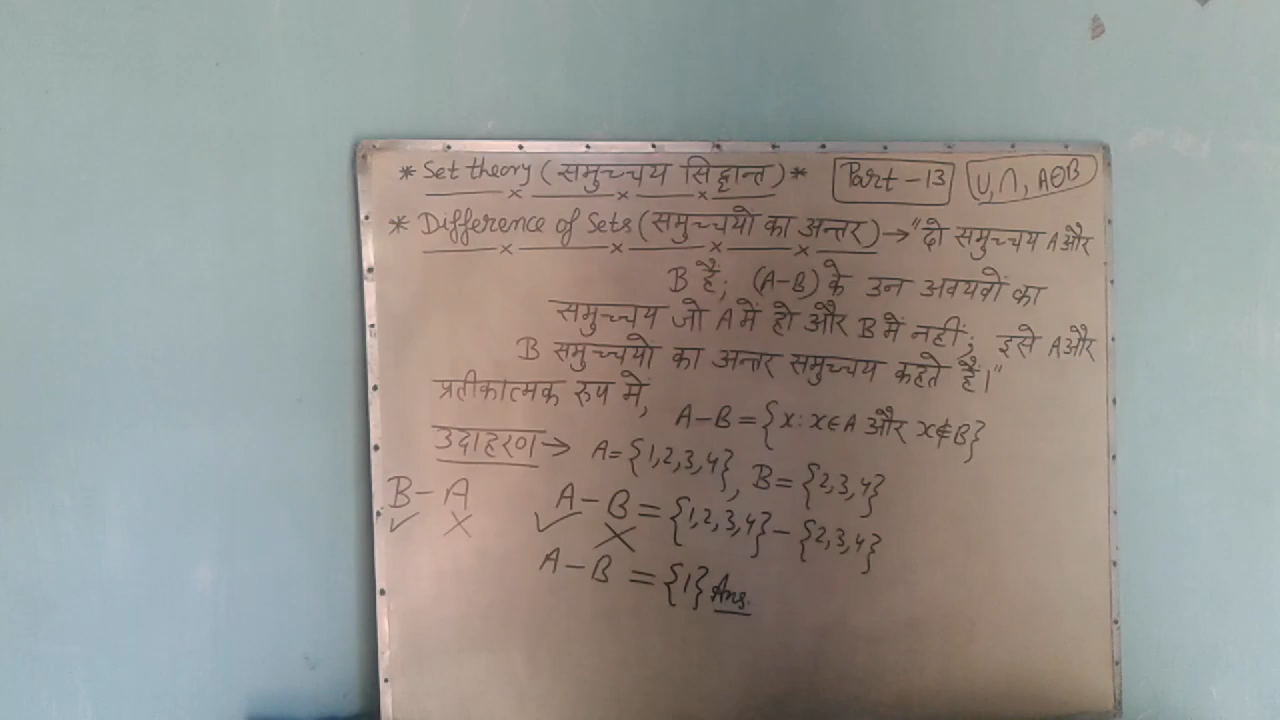 * Set theory (समुच्चय सिद्धान्त) * Part-13 U, ∩, AΘB
* Difference of Sets (समुच्चयो का अन्तर) → "दो समुच्चय A और
B हैं; (A-B) के उन अवयवों का
समुच्चय जो A में हो और B में नहीं; इसे A और
B समुच्चयो का अन्तर समुच्चय कहते हैं।"
प्रतीकात्मक रुप में,
A-B = {x: x∈A और x∉B}
उदाहरण → A={1,2,3,4}, B={2,3,4}
B-A
✓ ×
A-B = {1,2,3,4} - {2,3,4}
✓ ×
A-B = {1} Ans.